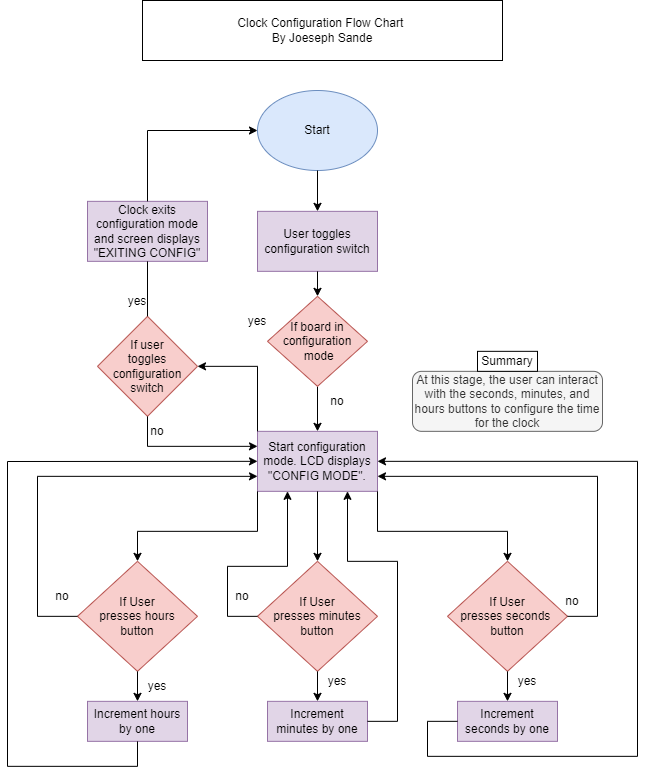 Clock Configuration Flow Chart
By Joeseph Sande
Start
Clock exits
configuration mode
and screen displays
"EXITING CONFIG"
User toggles
configuration switch
yes
yes
If board in
configuration
mode
If user
toggles
configuration
switch
no
Summary
At this stage, the user can interact
with the seconds, minutes, and
hours buttons to configure the time
for the clock
no
Start configuration
mode. LCD displays
"CONFIG MODE".
no
If User
presses hours
button
no
If User
presses minutes
button
If User
presses seconds
button
no
yes
yes
yes
Increment hours
by one
Increment
minutes by one
Increment
seconds by one